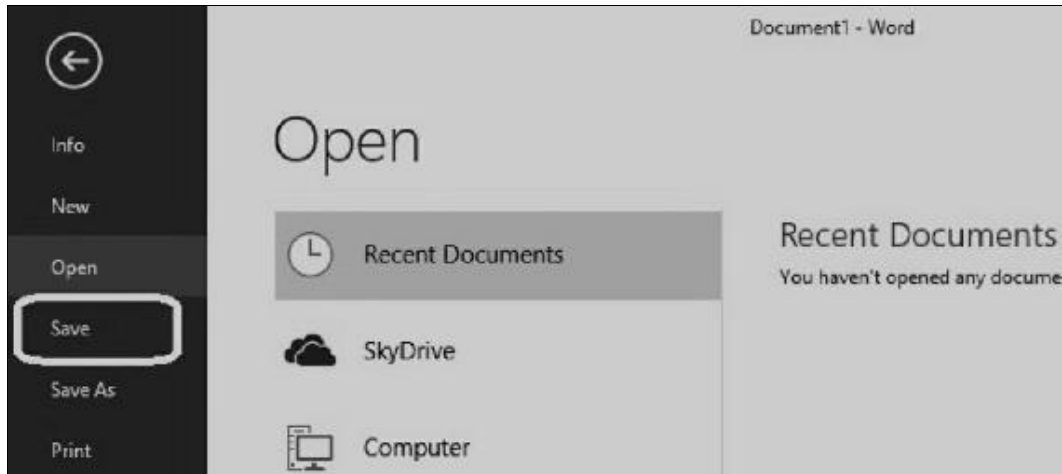 Document1 - Word
Info
New
Open
Save
Save As
Print
Open
Recent Documents
SkyDrive
Computer
Recent Documents
You haven't opened any docume